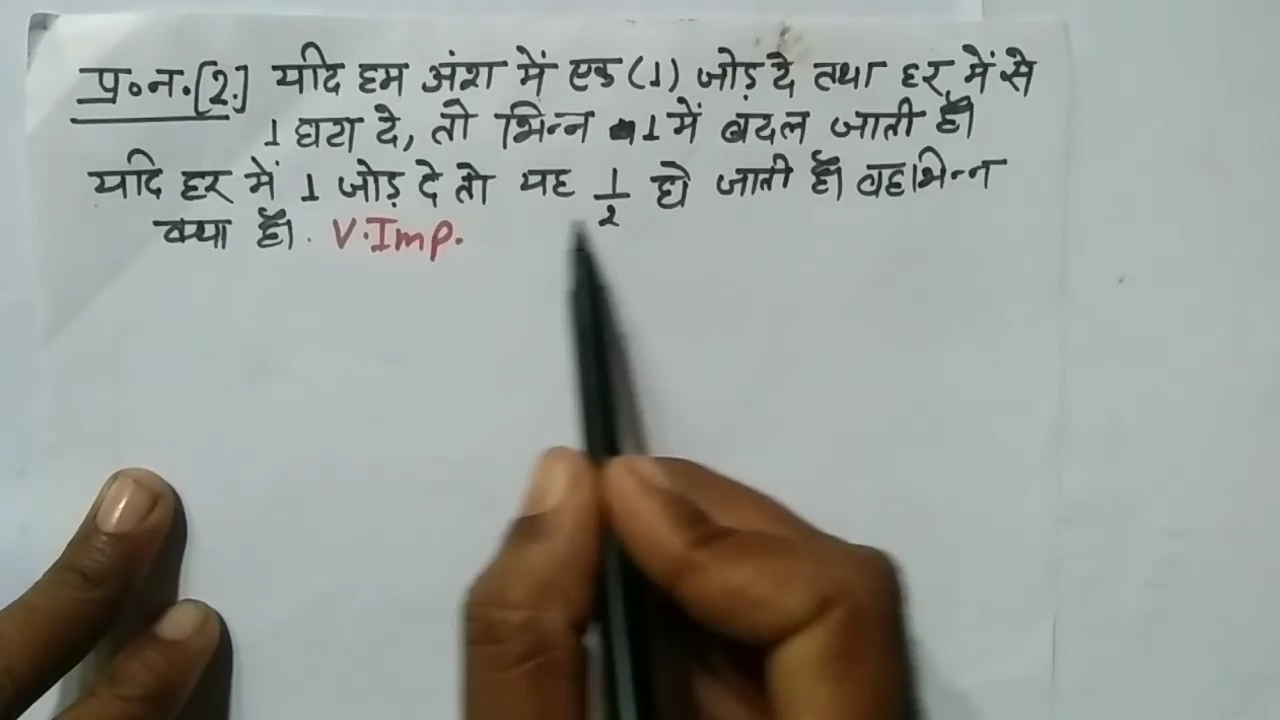 प्र०न०[2.] यदि हम अंश में एक (1) जोड़ दे तथा हर में से
1 घटा दे, तो भिन्न 1 में बदल जाती है।
यदि हर में 1 जोड़ दे तो यह 1/2 हो जाती है। वह भिन्न
क्या है। V.Imp.